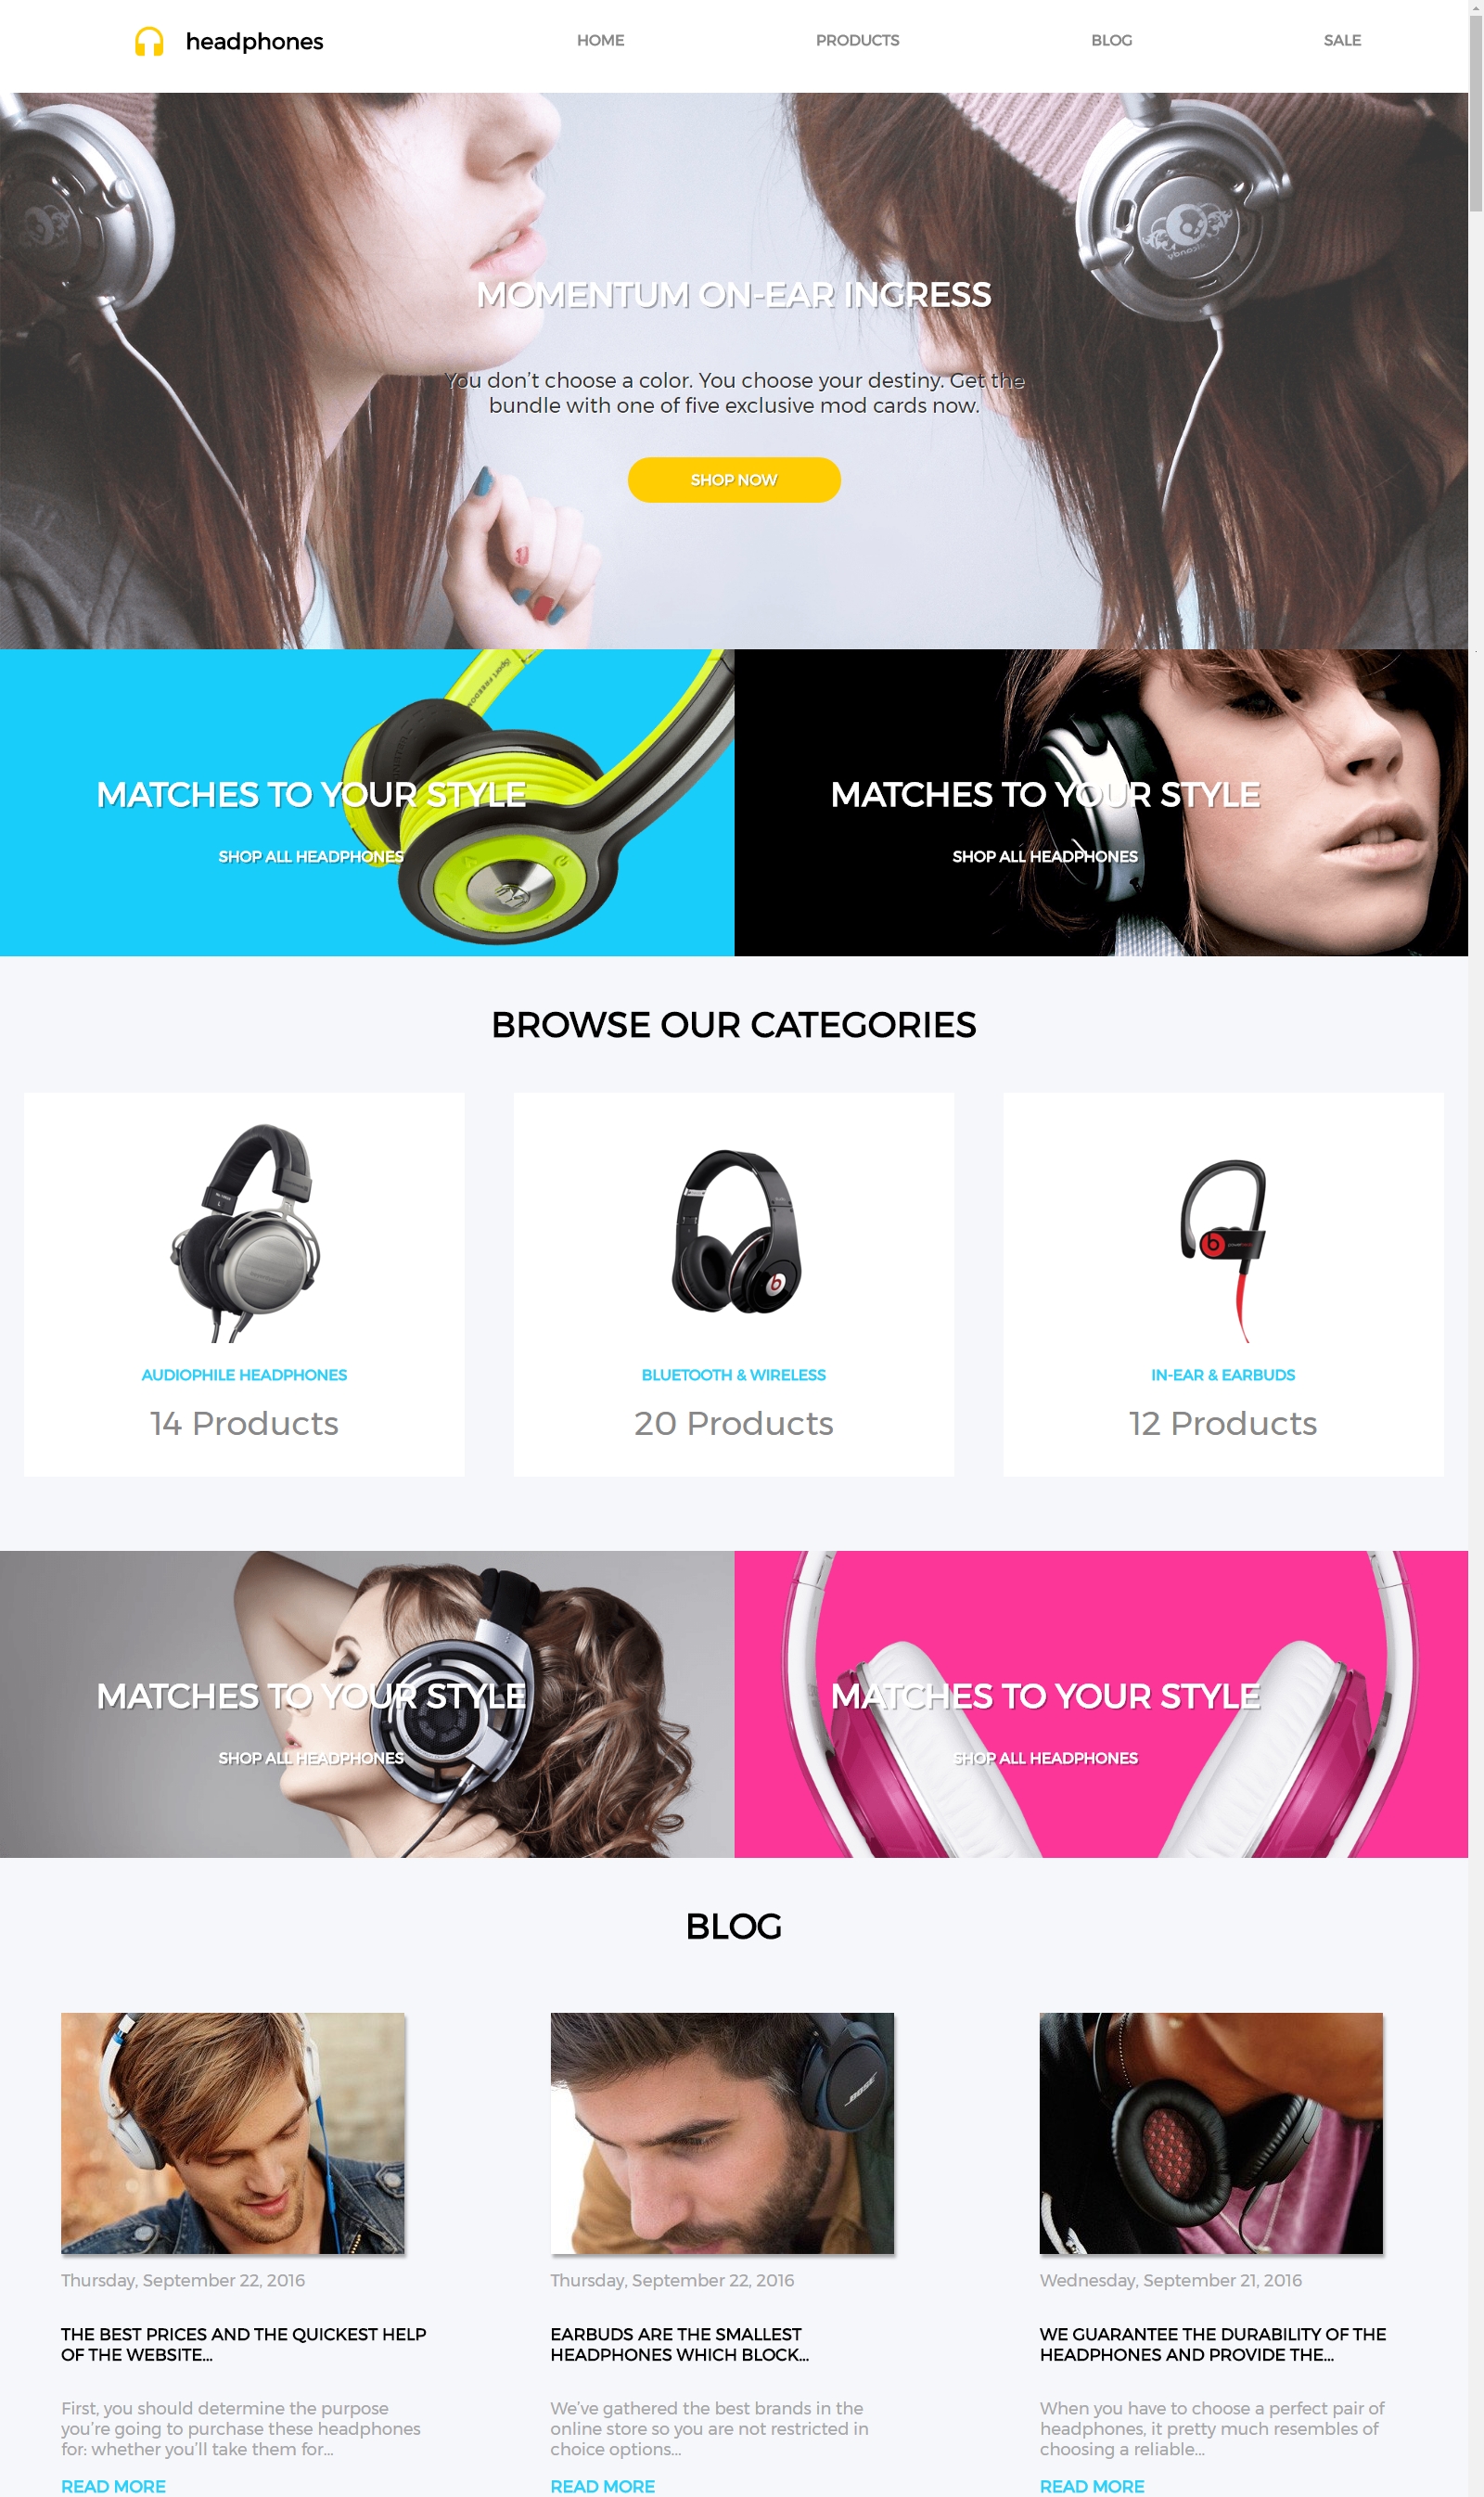 headphones
HOME
PRODUCTS
BLOG
SALE
MOMENTUM ON-EAR INGRESS
You don’t choose a color. You choose your destiny. Get the
bundle with one of five exclusive mod cards now.
SHOP NOW
MATCHES TO YOUR STYLE
SHOP ALL HEADPHONES
MATCHES TO YOUR STYLE
SHOP ALL HEADPHONES
BROWSE OUR CATEGORIES
AUDIOPHILE HEADPHONES
14 Products
BLUETOOTH & WIRELESS
20 Products
IN-EAR & EARBUDS
12 Products
MATCHES TO YOUR STYLE
SHOP ALL HEADPHONES
MATCHES TO YOUR STYLE
SHOP ALL HEADPHONES
BLOG
BOSE
Thursday, September 22, 2016
THE BEST PRICES AND THE QUICKEST HELP
OF THE WEBSITE...
First, you should determine the purpose
you’re going to purchase these headphones
for: whether you’ll take them for...
READ MORE
Thursday, September 22, 2016
EARBUDS ARE THE SMALLEST
HEADPHONES WHICH BLOCK...
We’ve gathered the best brands in the
online store so you are not restricted in
choice options...
READ MORE
Wednesday, September 21, 2016
WE GUARANTEE THE DURABILITY OF THE
HEADPHONES AND PROVIDE THE...
When you have to choose a perfect pair of
headphones, it pretty much resembles of
choosing a reliable...
READ MORE